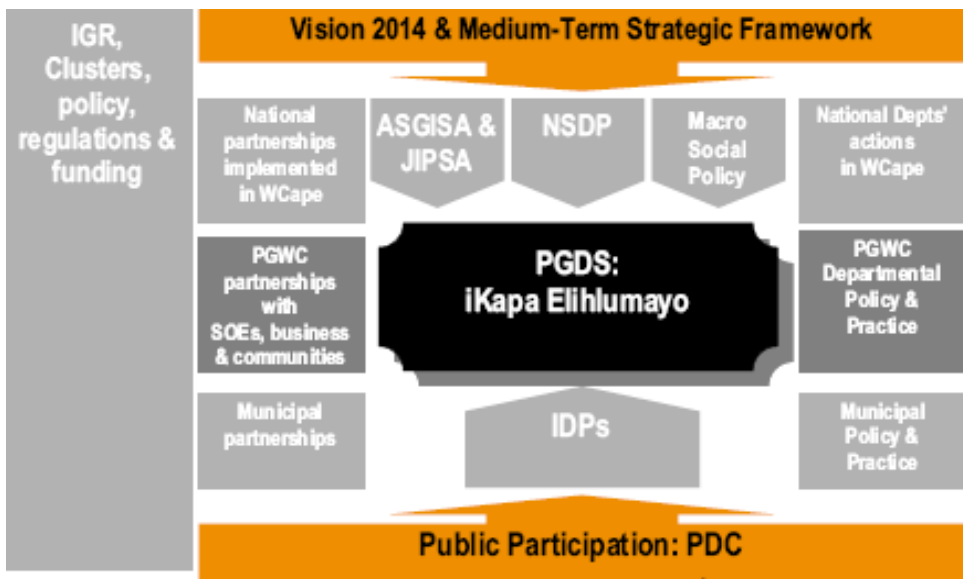 IGR,
Clusters,
policy,
regulations &
funding
Vision 2014 & Medium-Term Strategic Framework
National
partnerships
implemented
in WCape
ASGISA &
JIPSA
NSDP
Macro
Social
Policy
National Depts'
actions
in WCape
PGWC
partnerships
with
SOEs, business
& communities
PGDS:
iKapa Elihlumayo
PGWC
Departmental
Policy &
Practice
Municipal
partnerships
IDPs
Municipal
Policy &
Practice
Public Participation: PDC